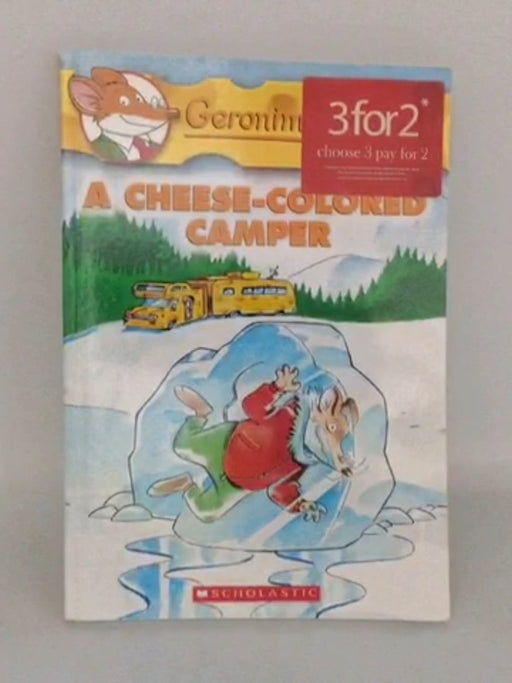 Geronim
3for2*
choose 3 pay for 2
A CHEESE-COLORED
CAMPER
SCHOLASTIC